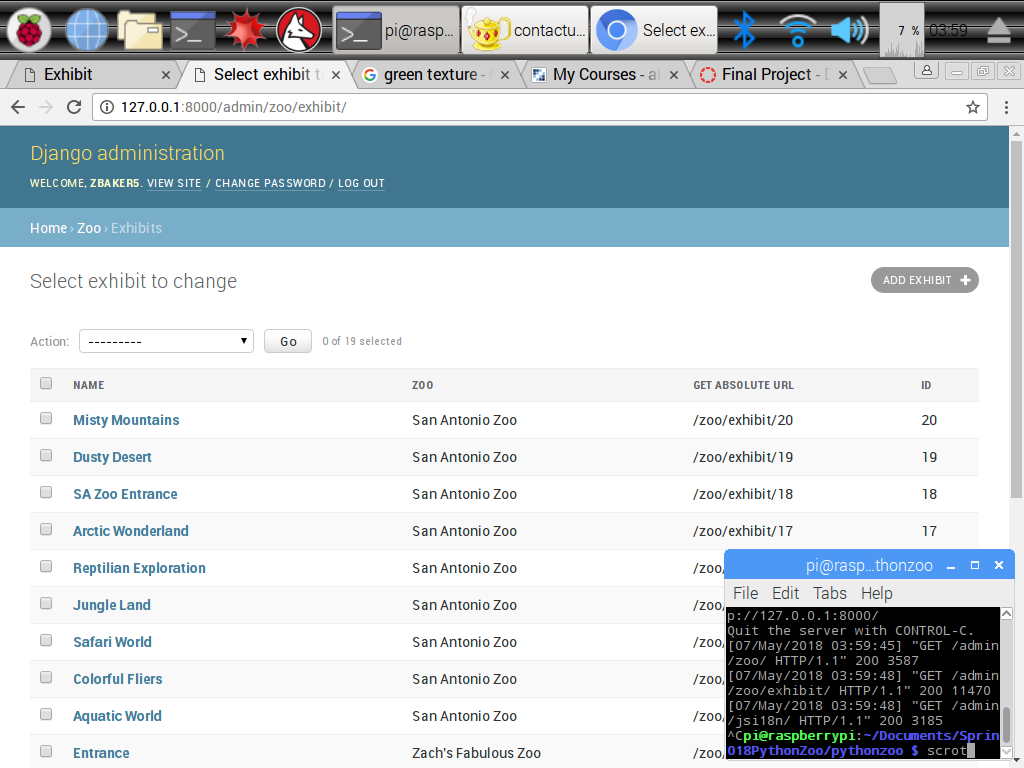 pi@rasp... contactu... Select ex... 7 % 03:59
Exhibit Select exhibit t green texture - My Courses - Final Project -
127.0.0.1:8000/admin/zoo/exhibit/
Django administration
WELCOME, ZBAKER5. VIEW SITE / CHANGE PASSWORD / LOG OUT
Home › Zoo › Exhibits
Select exhibit to change
ADD EXHIBIT +
Action: --------- Go 0 of 19 selected
NAME ZOO GET ABSOLUTE URL ID
Misty Mountains San Antonio Zoo /zoo/exhibit/20 20
Dusty Desert San Antonio Zoo /zoo/exhibit/19 19
SA Zoo Entrance San Antonio Zoo /zoo/exhibit/18 18
Arctic Wonderland San Antonio Zoo /zoo/exhibit/17 17
Reptilian Exploration San Antonio Zoo /zoo/
Jungle Land San Antonio Zoo /zoo/
Safari World San Antonio Zoo /zoo/
Colorful Fliers San Antonio Zoo /zoo/
Aquatic World San Antonio Zoo /zoo/
Entrance Zach's Fabulous Zoo /zoo/
pi@rasp...thonzoo
File Edit Tabs Help
p://127.0.0.1:8000/
Quit the server with CONTROL-C.
[07/May/2018 03:59:45] "GET /admin
/zoo/ HTTP/1.1" 200 3587
[07/May/2018 03:59:48] "GET /admin
/zoo/exhibit/ HTTP/1.1" 200 11470
[07/May/2018 03:59:48] "GET /admin
/jsi18n/ HTTP/1.1" 200 3185
^Cpi@raspberrypi:~/Documents/Sprin
018PythonZoo/pythonzoo $ scrot